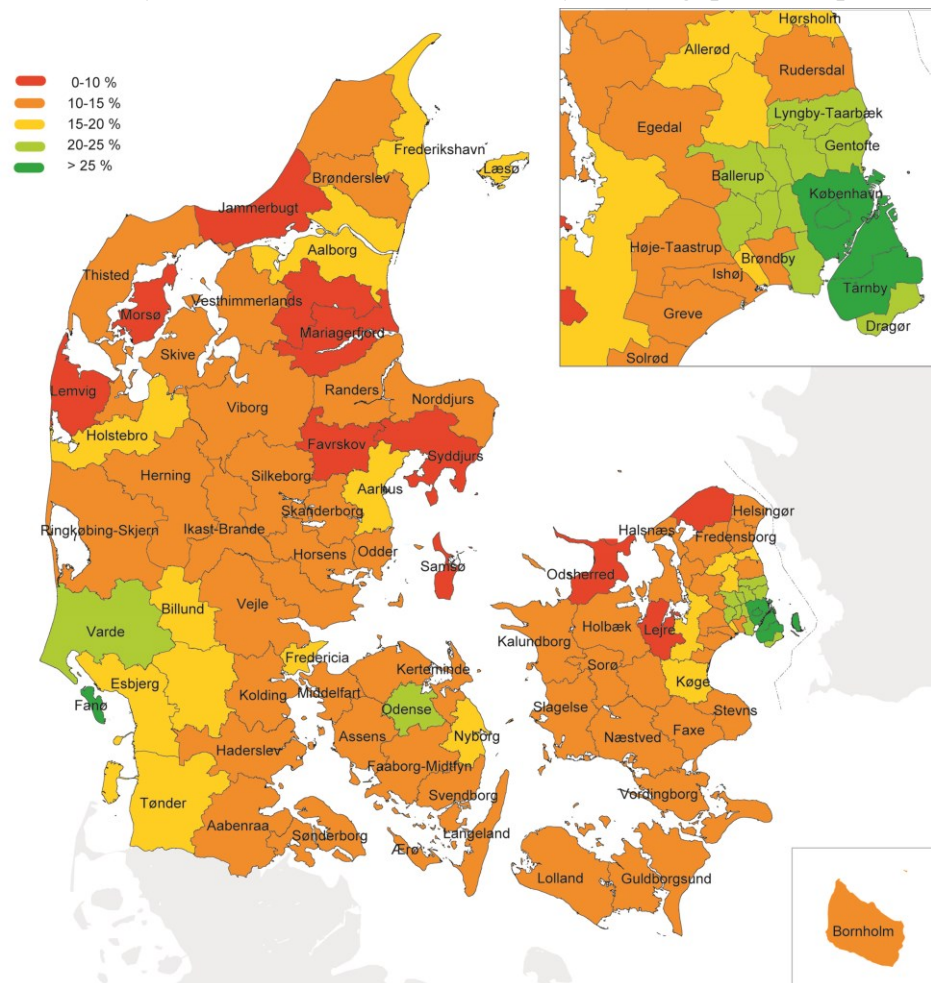 0-10 %
10-15 %
15-20 %
20-25 %
> 25 %
Hørsholm
Allerød
Rudersdal
Egedal
Lyngby-Taarbæk
Gentofte
Ballerup
København
Høje-Taastrup
Brøndby
Ishøj
Tårnby
Greve
Dragør
Solrød
Frederikshavn
Læsø
Brønderslev
Jammerbugt
Aalborg
Thisted
Vesthimmerlands
Morsø
Mariagerfjord
Skive
Lemvig
Randers
Norddjurs
Viborg
Holstebro
Favrskov
Syddjurs
Herning
Silkeborg
Aarhus
Skanderborg
Ringkøbing-Skjern
Ikast-Brande
Horsens
Odder
Samsø
Halsnæs
Helsingør
Fredensborg
Odsherred
Billund
Vejle
Varde
Kalundborg
Holbæk
Lejre
Fredericia
Kerteminde
Sorø
Esbjerg
Kolding
Middelfart
Køge
Fanø
Odense
Slagelse
Stevns
Assens
Nyborg
Næstved
Faxe
Haderslev
Faaborg-Midtfyn
Svendborg
Vordingborg
Tønder
Aabenraa
Sønderborg
Langeland
Ærø
Lolland
Guldborgsund
Bornholm